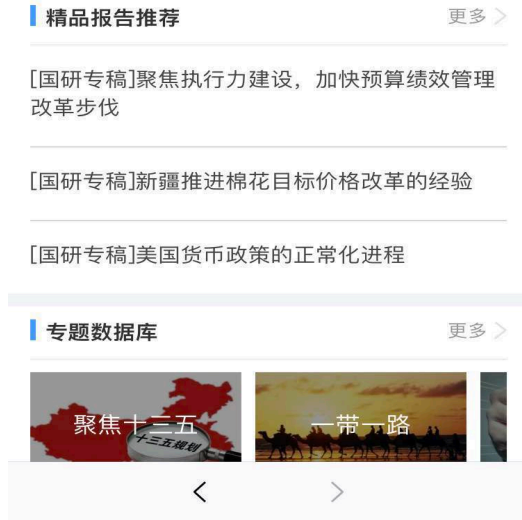 精品报告推荐
更多
[国研专稿]聚焦执行力建设，加快预算绩效管理
改革步伐
[国研专稿]新疆推进棉花目标价格改革的经验
[国研专稿]美国货币政策的正常化进程
专题数据库
更多
聚焦十三五
十三五规划
一带一路